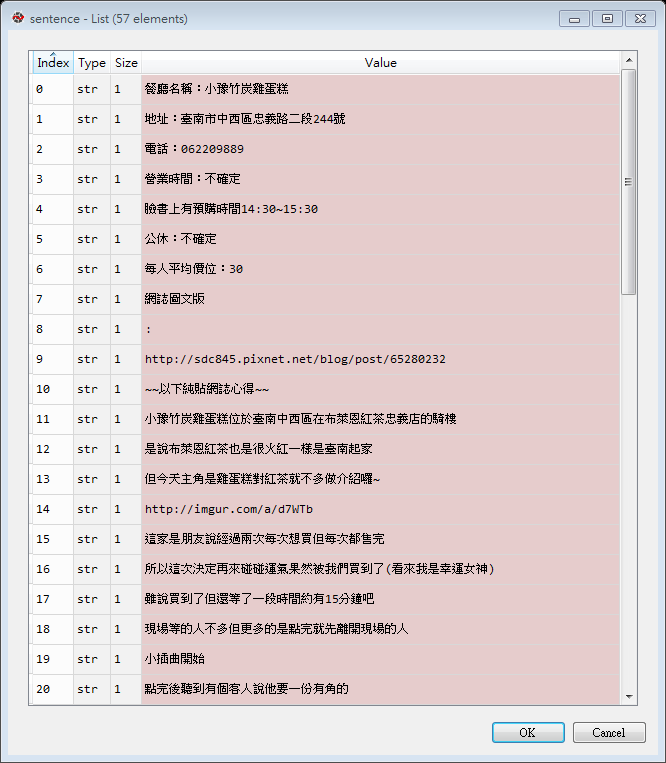 sentence - List (57 elements)
Index Type Size Value
0 str 1 餐廳名稱：小豫竹炭雞蛋糕
1 str 1 地址：臺南市中西區忠義路二段244號
2 str 1 電話：062209889
3 str 1 營業時間：不確定
4 str 1 臉書上有預購時間14:30~15:30
5 str 1 公休：不確定
6 str 1 每人平均價位：30
7 str 1 網誌圖文版
8 str 1 :
9 str 1 http://sdc845.pixnet.net/blog/post/65280232
10 str 1 ~~以下純貼網誌心得~~
11 str 1 小豫竹炭雞蛋糕位於臺南中西區在布萊恩紅茶忠義店的騎樓
12 str 1 是說布萊恩紅茶也是很火紅一樣是臺南起家
13 str 1 但今天主角是雞蛋糕對紅茶就不多做介紹囉~
14 str 1 http://imgur.com/a/d7WTb
15 str 1 這家是朋友說經過兩次每次想買但每次都售完
16 str 1 所以這次決定再來碰碰運氣果然被我們買到了(看來我是幸運女神)
17 str 1 雖說買到了但還等了一段時間約有15分鐘吧
18 str 1 現場等的人不多但更多的是點完就先離開現場的人
19 str 1 小插曲開始
20 str 1 點完後聽到有個客人說他要一份有角的
OK Cancel